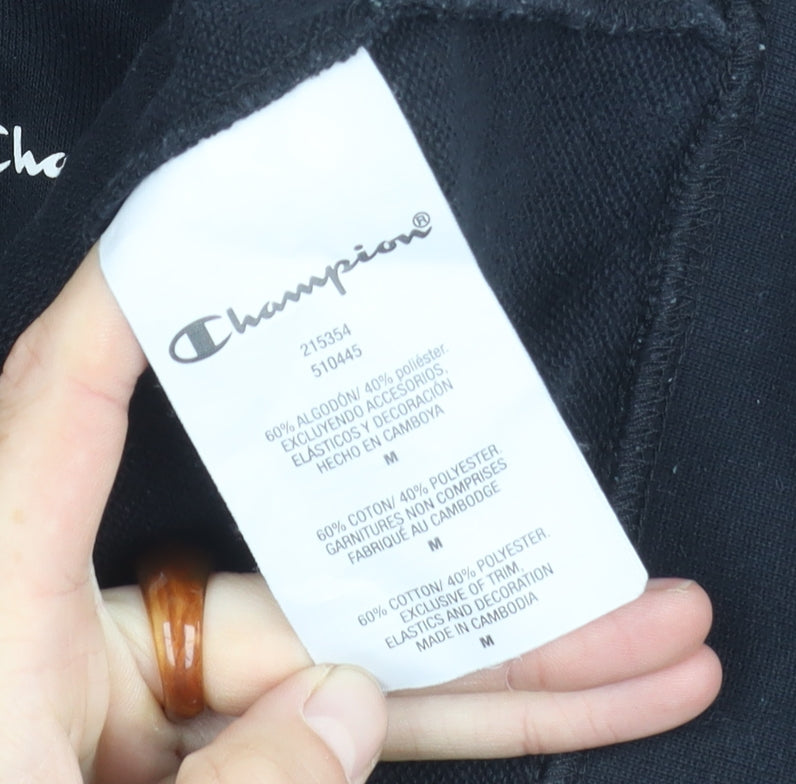 Cha
Champion®
215354
510445
60% ALGODÓN/ 40% poliéster.
EXCLUYENDO ACCESORIOS,
ELÁSTICOS Y DECORACIÓN
HECHO EN CAMBOYA
M
60% COTON/ 40% POLYESTER.
GARNITURES NON COMPRISES
FABRIQUÉ AU CAMBODGE
M
60% COTTON/ 40% POLYESTER.
EXCLUSIVE OF TRIM,
ELASTICS AND DECORATION
MADE IN CAMBODIA
M